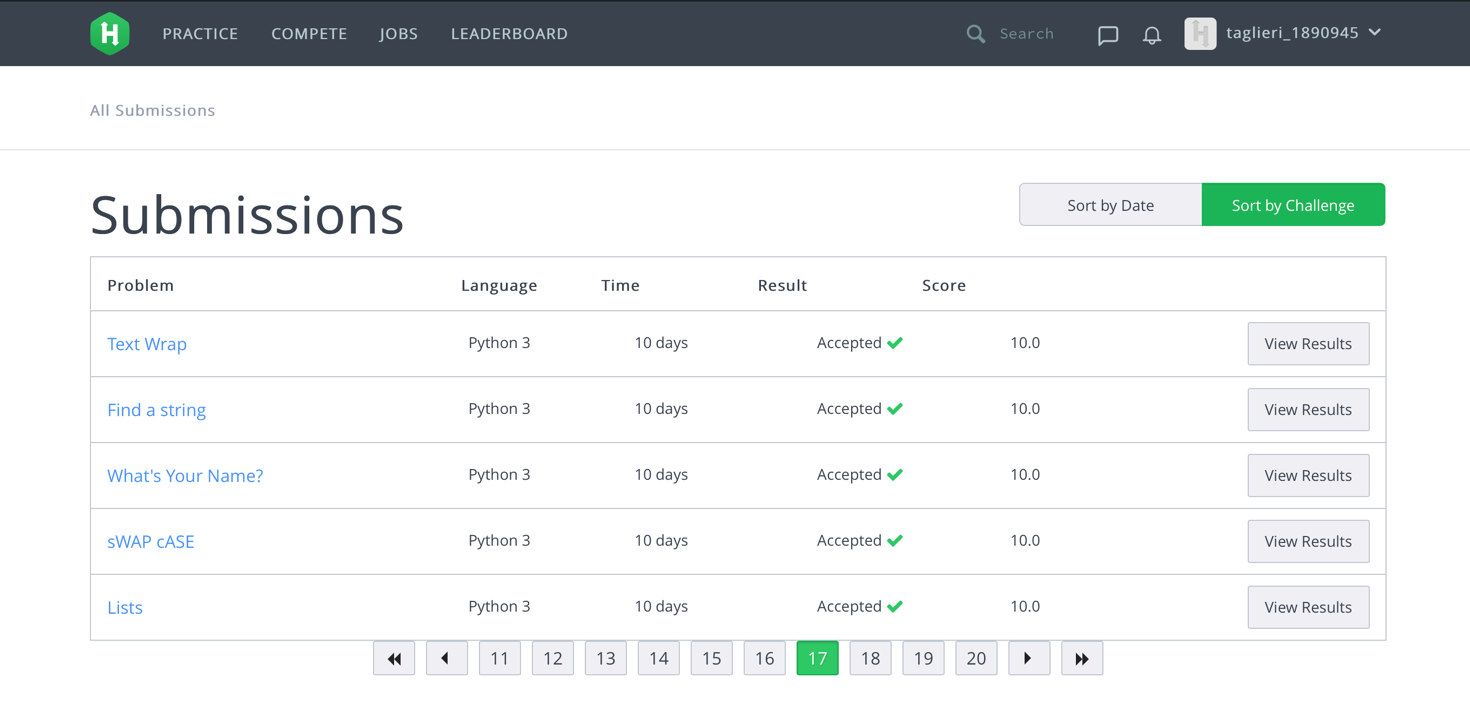 H PRACTICE COMPETE JOBS LEADERBOARD Search H taglieri_1890945
All Submissions
Submissions
Sort by Date Sort by Challenge
Problem Language Time Result Score
Text Wrap Python 3 10 days Accepted 10.0 View Results
Find a string Python 3 10 days Accepted 10.0 View Results
What's Your Name? Python 3 10 days Accepted 10.0 View Results
sWAP cASE Python 3 10 days Accepted 10.0 View Results
Lists Python 3 10 days Accepted 10.0 View Results
11 12 13 14 15 16 17 18 19 20